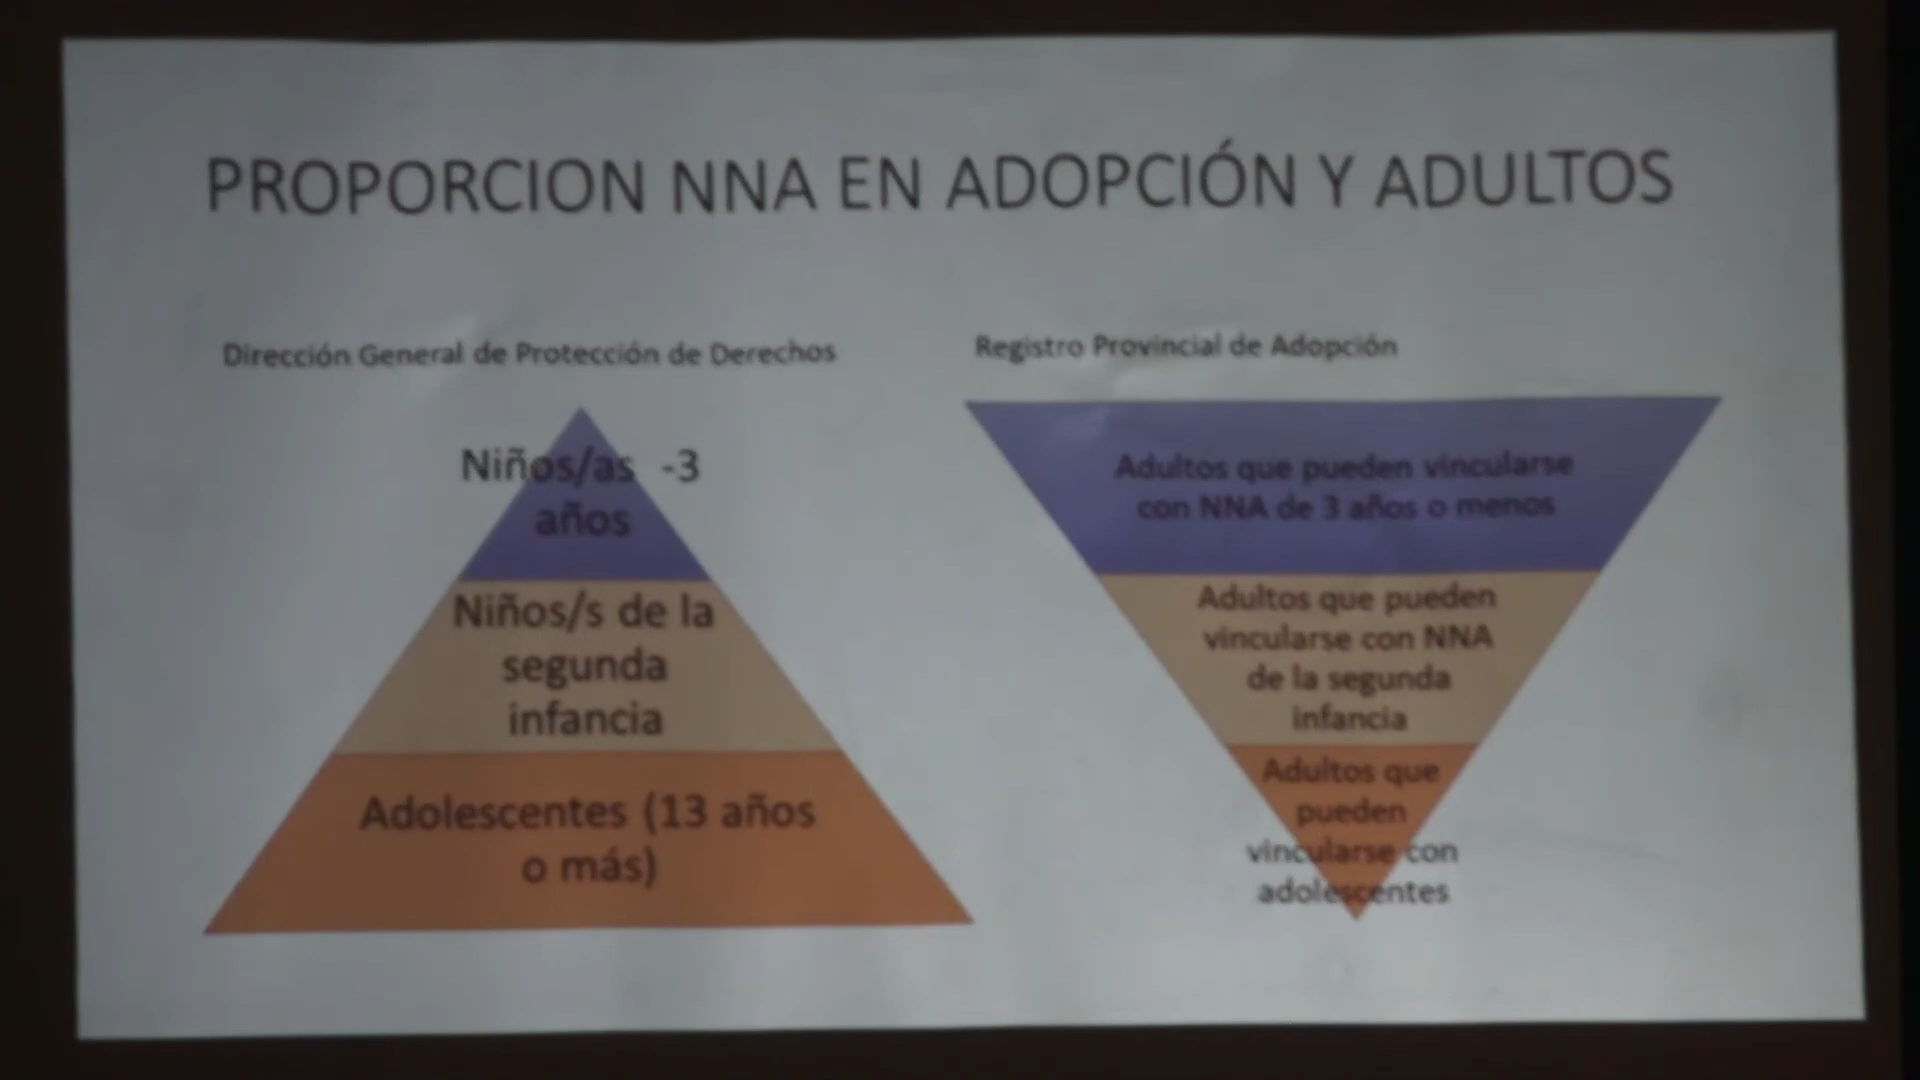 PROPORCION NNA EN ADOPCIÓN Y ADULTOS
Dirección General de Protección de Derechos
Niños/as -3
años
Niños/s de la
segunda
infancia
Adolescentes (13 años
o más)
Registro Provincial de Adopción
Adultos que pueden vincularse
con NNA de 3 años o menos
Adultos que pueden
vincularse con NNA
de la segunda
infancia
Adultos que
pueden
vincularse con
adolescentes